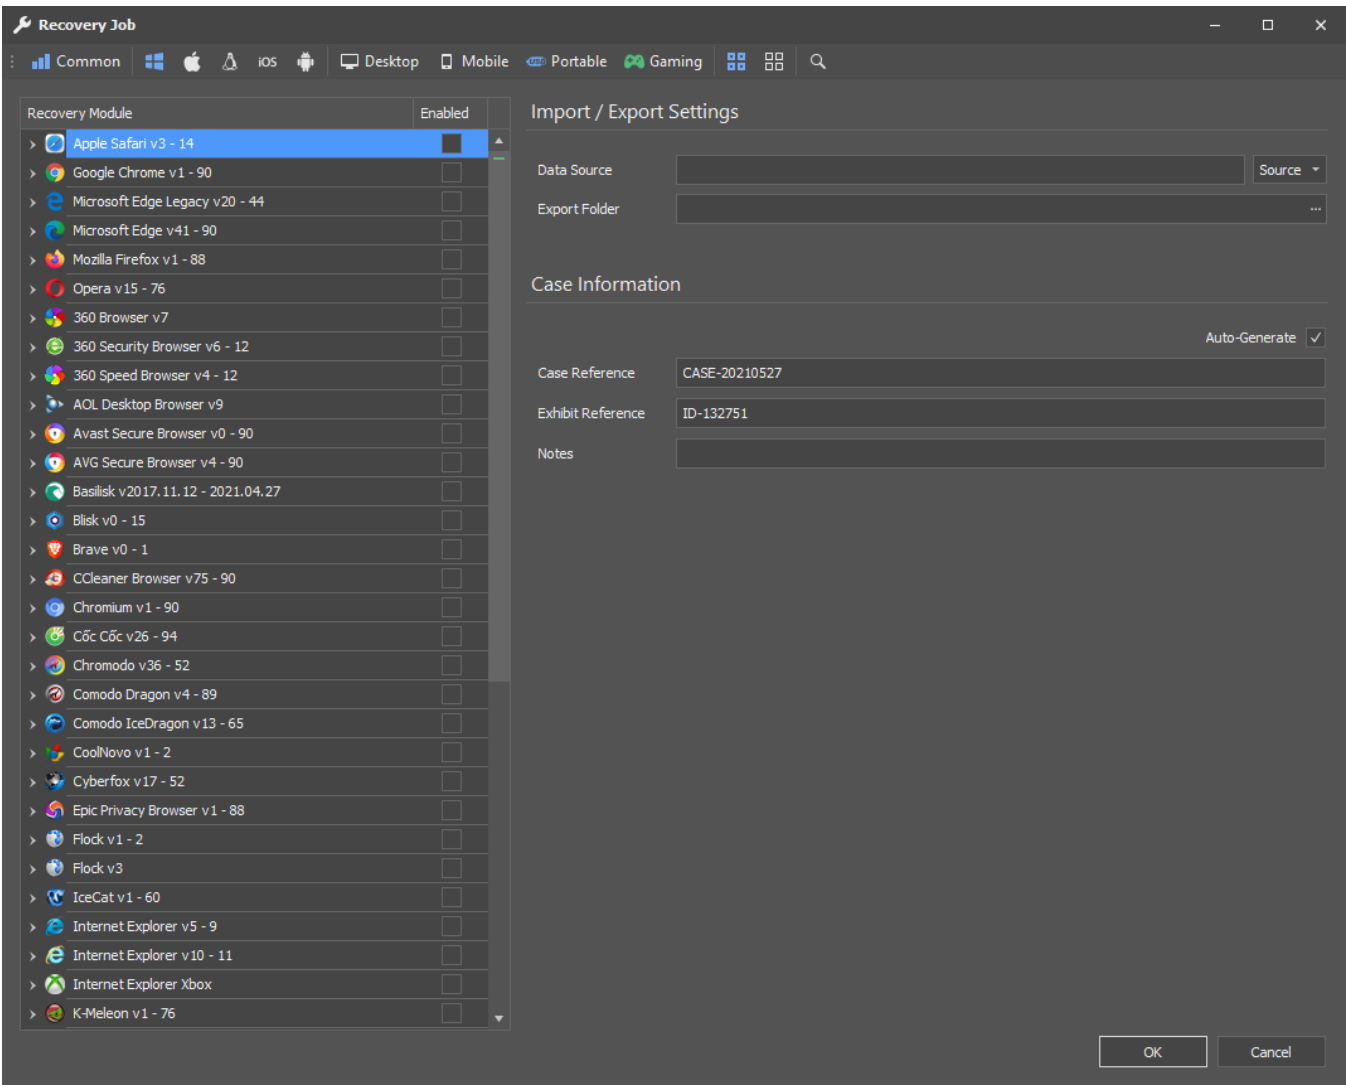 Recovery Job
Common iOS Desktop Mobile Portable Gaming
Recovery Module Enabled
Apple Safari v3 - 14
Google Chrome v1 - 90
Microsoft Edge Legacy v20 - 44
Microsoft Edge v41 - 90
Mozilla Firefox v1 - 88
Opera v15 - 76
360 Browser v7
360 Security Browser v6 - 12
360 Speed Browser v4 - 12
AOL Desktop Browser v9
Avast Secure Browser v0 - 90
AVG Secure Browser v4 - 90
Basilisk v2017.11.12 - 2021.04.27
Blisk v0 - 15
Brave v0 - 1
CCleaner Browser v75 - 90
Chromium v1 - 90
Cốc Cốc v26 - 94
Chromodo v36 - 52
Comodo Dragon v4 - 89
Comodo IceDragon v13 - 65
CoolNovo v1 - 2
Cyberfox v17 - 52
Epic Privacy Browser v1 - 88
Flock v1 - 2
Flock v3
IceCat v1 - 60
Internet Explorer v5 - 9
Internet Explorer v10 - 11
Internet Explorer Xbox
K-Meleon v1 - 76
Import / Export Settings
Data Source Source
Export Folder ...
Case Information
Auto-Generate
Case Reference CASE-20210527
Exhibit Reference ID-132751
Notes
OK Cancel